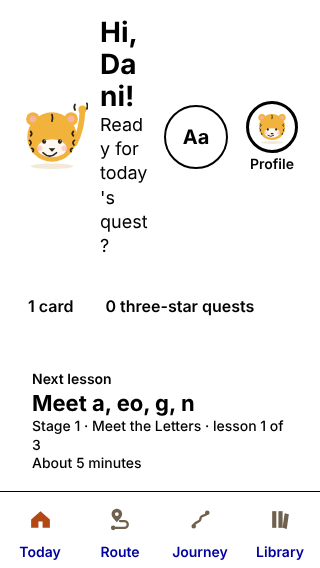 Hi,
Da
ni!
Read
y for
today
's
quest
?
Aa
Profile
1 card
0 three-star quests
Next lesson
Meet a, eo, g, n
Stage 1 · Meet the Letters · lesson 1 of
3
About 5 minutes
Today
Route
Journey
Library